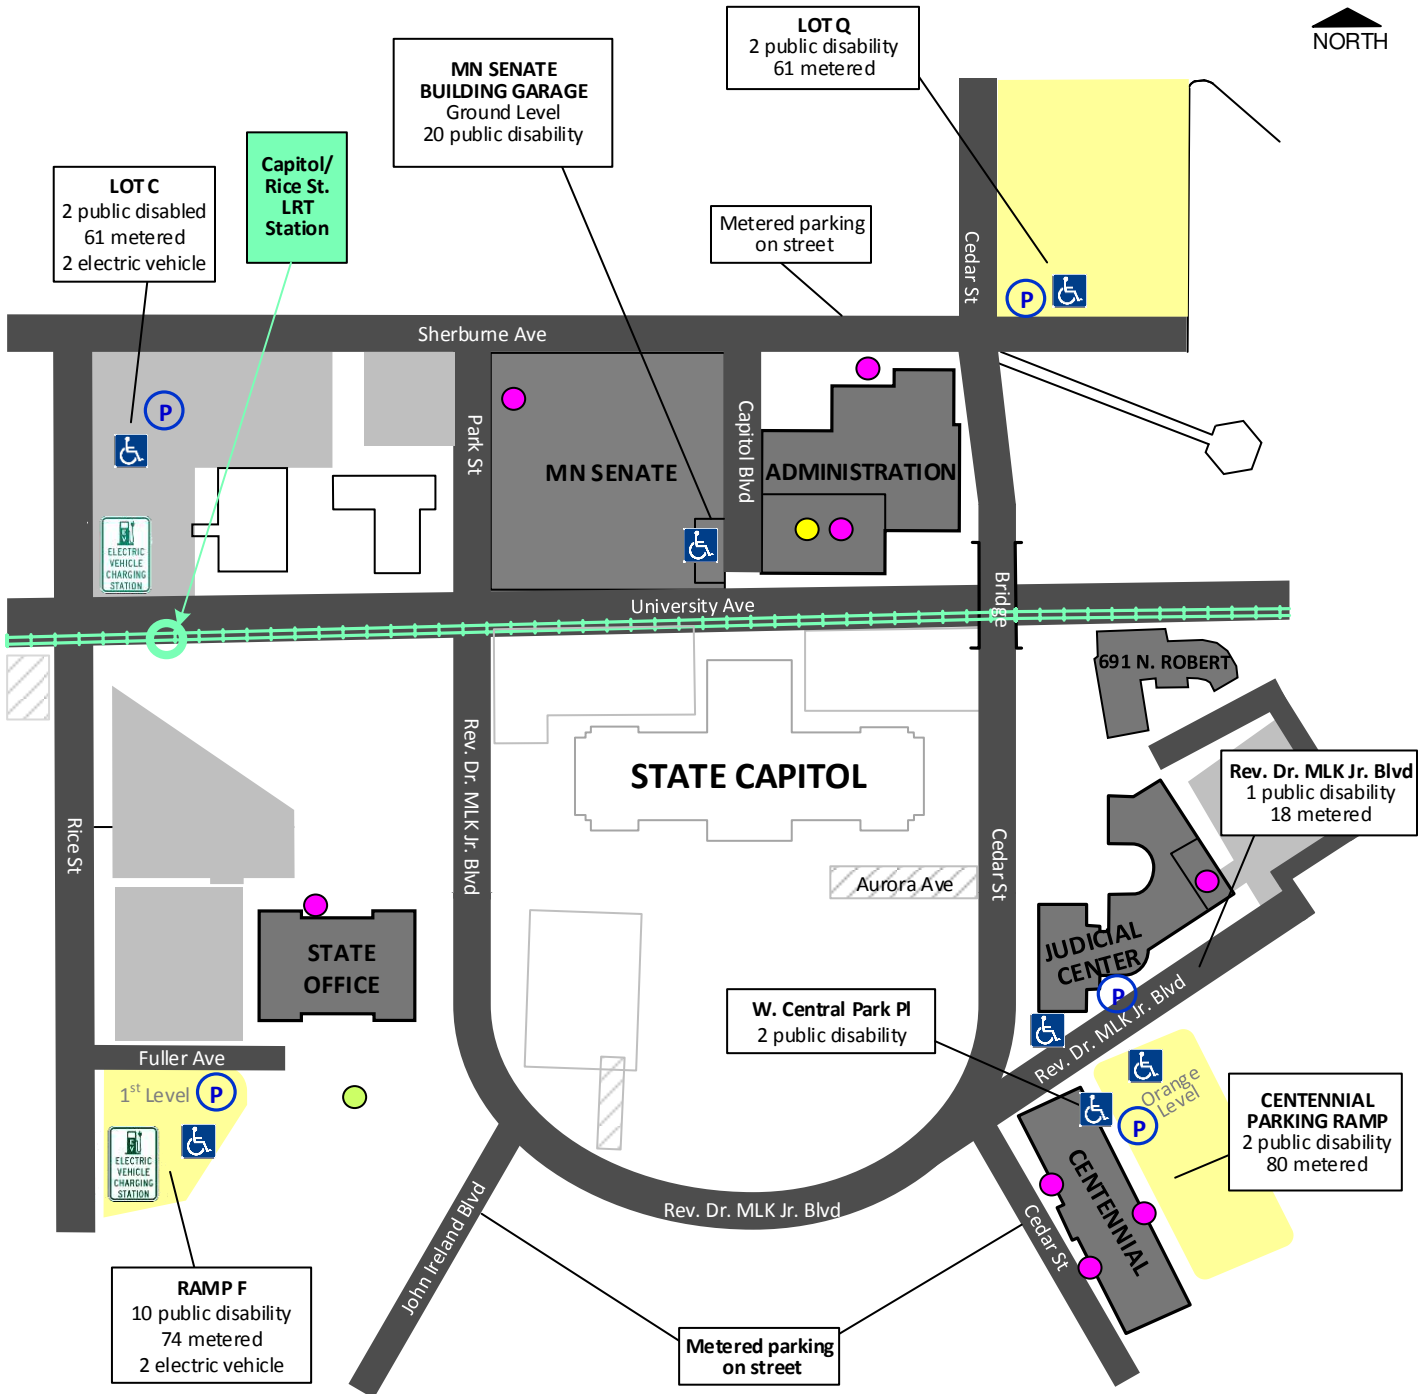 NORTH
LOT Q
2 public disability
61 metered
MN SENATE
BUILDING GARAGE
Ground Level
20 public disability
Capitol/
Rice St.
LRT
Station
LOT C
2 public disabled
61 metered
2 electric vehicle
Metered parking
on street
Cedar St
P
Sherburne Ave
P
Park St
MN SENATE
Capitol Blvd
ADMINISTRATION
ELECTRIC
VEHICLE
CHARGING
STATION
University Ave
Bridge
691 N. ROBERT
Rev. Dr. MLK Jr. Blvd
STATE CAPITOL
Rev. Dr. MLK Jr. Blvd
1 public disability
18 metered
Rice St
Cedar St
Aurora Ave
STATE
OFFICE
JUDICIAL
CENTER
P
Rev. Dr. MLK Jr. Blvd
W. Central Park Pl
2 public disability
Fuller Ave
1st Level
P
ELECTRIC
VEHICLE
CHARGING
STATION
Orange
Level
P
CENTENNIAL
PARKING RAMP
2 public disability
80 metered
CENTENNIAL
Rev. Dr. MLK Jr. Blvd
John Ireland Blvd
Cedar St
RAMP F
10 public disability
74 metered
2 electric vehicle
Metered parking
on street